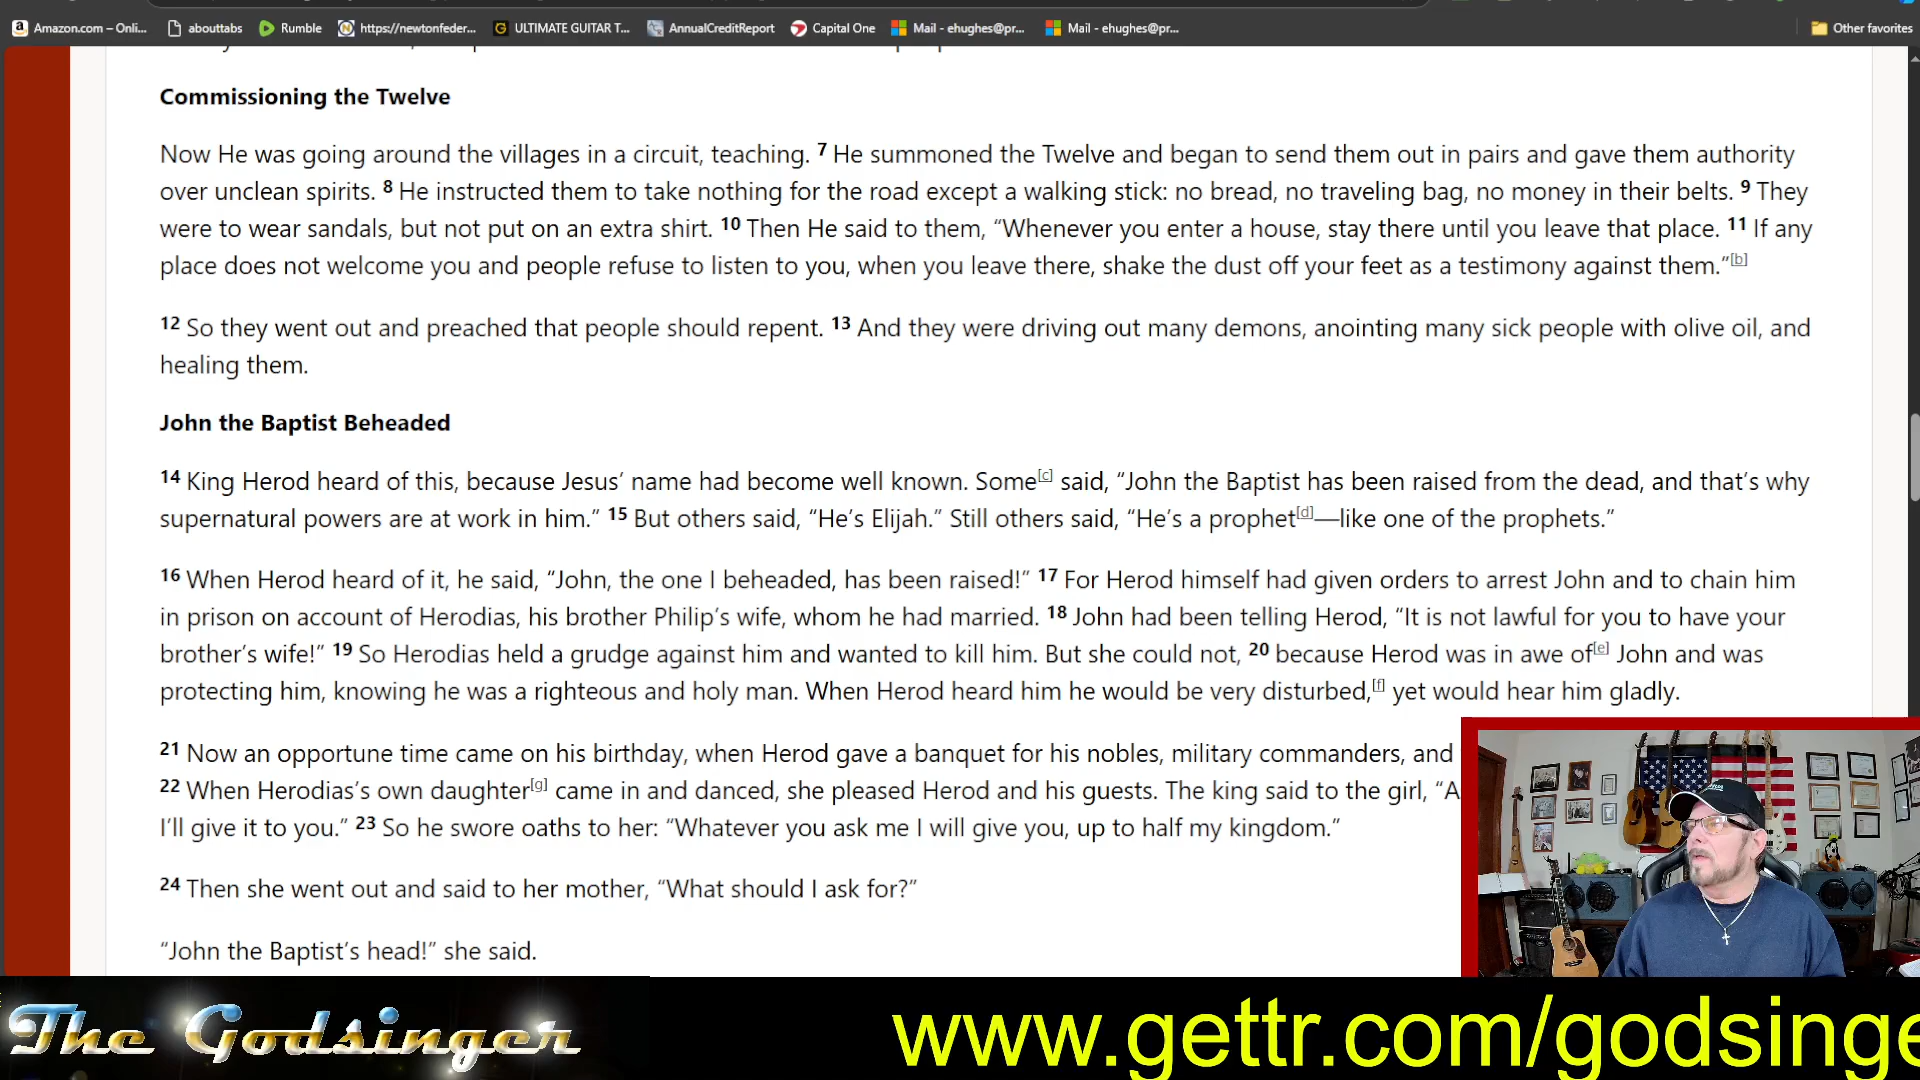 Amazon.com – Onli... abouttabs Rumble https://newtonfeder... ULTIMATE GUITAR T... AnnualCreditReport Capital One Mail - ehughes@pr... Mail - ehughes@pr... Other favorites
Commissioning the Twelve
Now He was going around the villages in a circuit, teaching. 7 He summoned the Twelve and began to send them out in pairs and gave them authority
over unclean spirits. 8 He instructed them to take nothing for the road except a walking stick: no bread, no traveling bag, no money in their belts. 9 They
were to wear sandals, but not put on an extra shirt. 10 Then He said to them, “Whenever you enter a house, stay there until you leave that place. 11 If any
place does not welcome you and people refuse to listen to you, when you leave there, shake the dust off your feet as a testimony against them.”[b]
12 So they went out and preached that people should repent. 13 And they were driving out many demons, anointing many sick people with olive oil, and
healing them.
John the Baptist Beheaded
14 King Herod heard of this, because Jesus’ name had become well known. Some[c] said, “John the Baptist has been raised from the dead, and that’s why
supernatural powers are at work in him.” 15 But others said, “He’s Elijah.” Still others said, “He’s a prophet[d]—like one of the prophets.”
16 When Herod heard of it, he said, “John, the one I beheaded, has been raised!” 17 For Herod himself had given orders to arrest John and to chain him
in prison on account of Herodias, his brother Philip’s wife, whom he had married. 18 John had been telling Herod, “It is not lawful for you to have your
brother’s wife!” 19 So Herodias held a grudge against him and wanted to kill him. But she could not, 20 because Herod was in awe of[e] John and was
protecting him, knowing he was a righteous and holy man. When Herod heard him he would be very disturbed,[f] yet would hear him gladly.
21 Now an opportune time came on his birthday, when Herod gave a banquet for his nobles, military commanders, and
22 When Herodias’s own daughter[g] came in and danced, she pleased Herod and his guests. The king said to the girl, “A
I’ll give it to you.” 23 So he swore oaths to her: “Whatever you ask me I will give you, up to half my kingdom.”
24 Then she went out and said to her mother, “What should I ask for?”
“John the Baptist’s head!” she said.
The Godsinger
www.gettr.com/godsinge